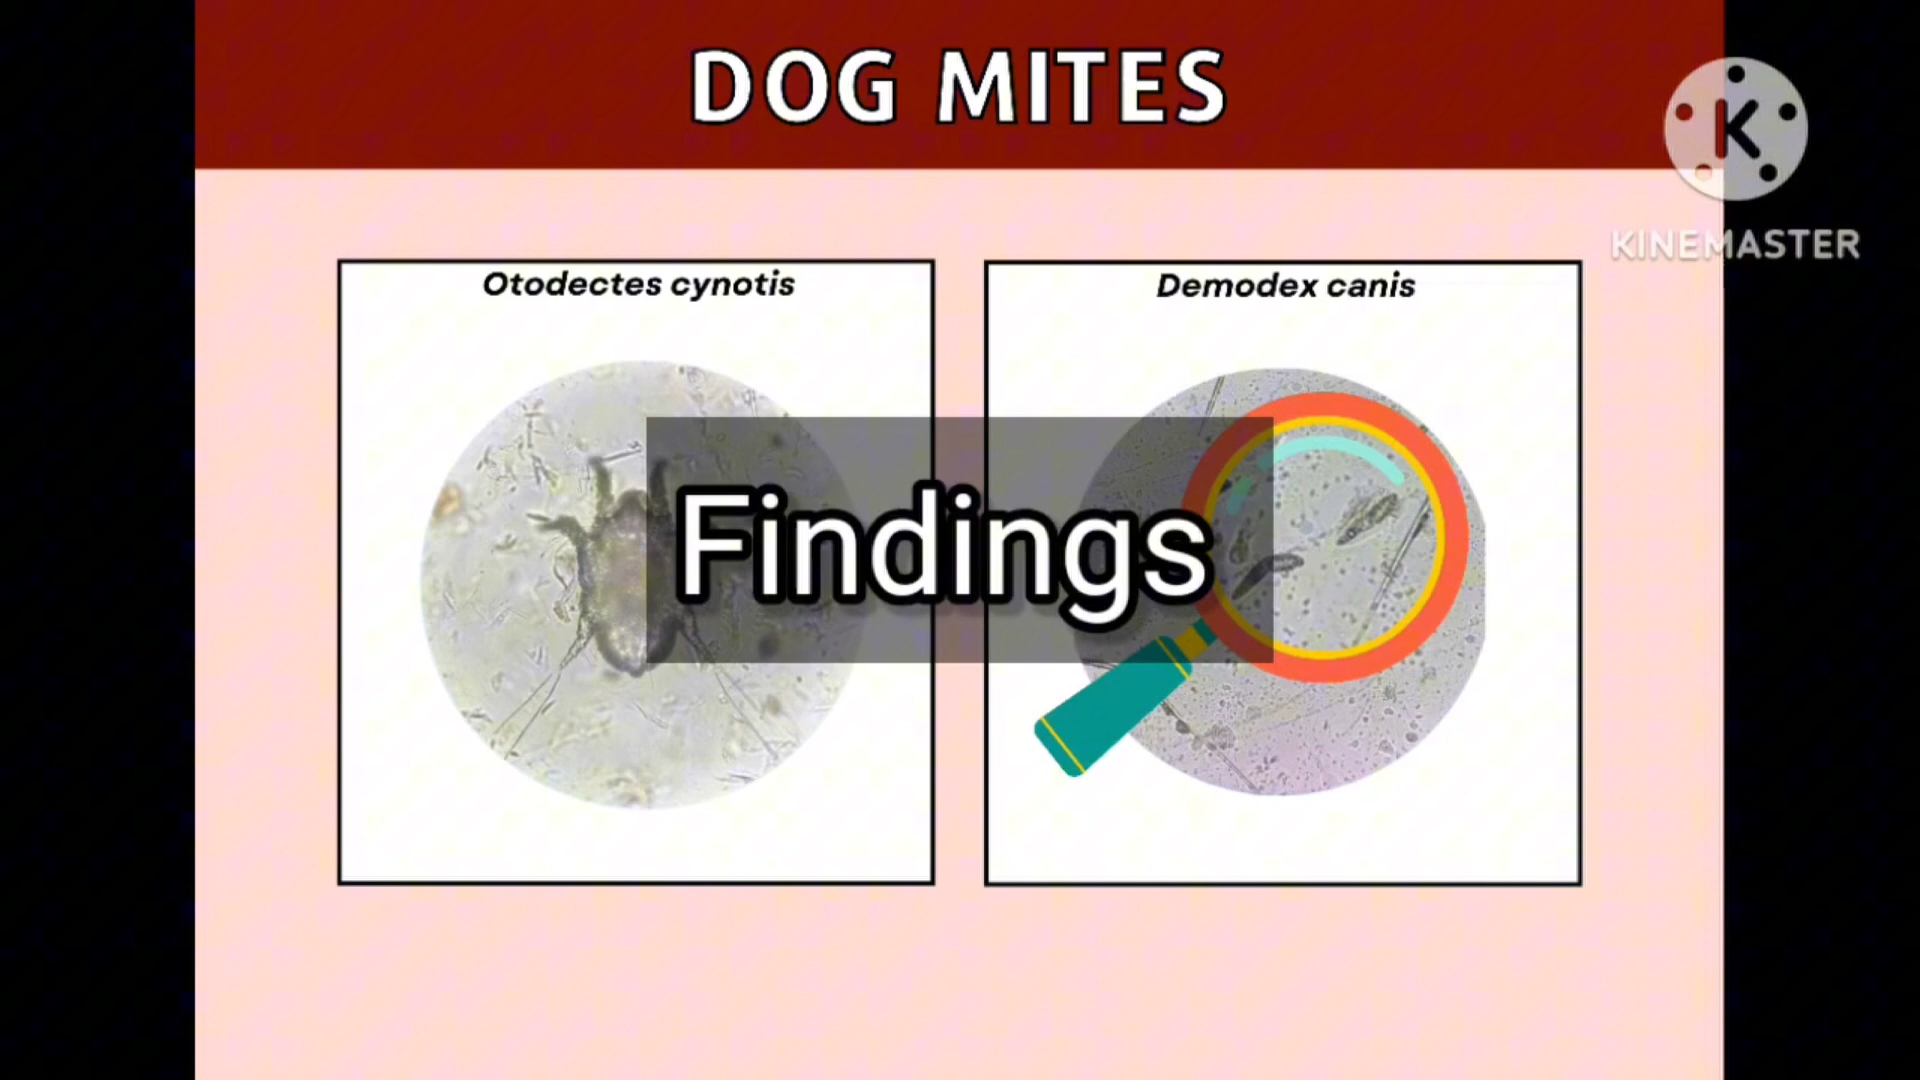 DOG MITES
K
KINEMASTER
Otodectes cynotis
Demodex canis
Findings